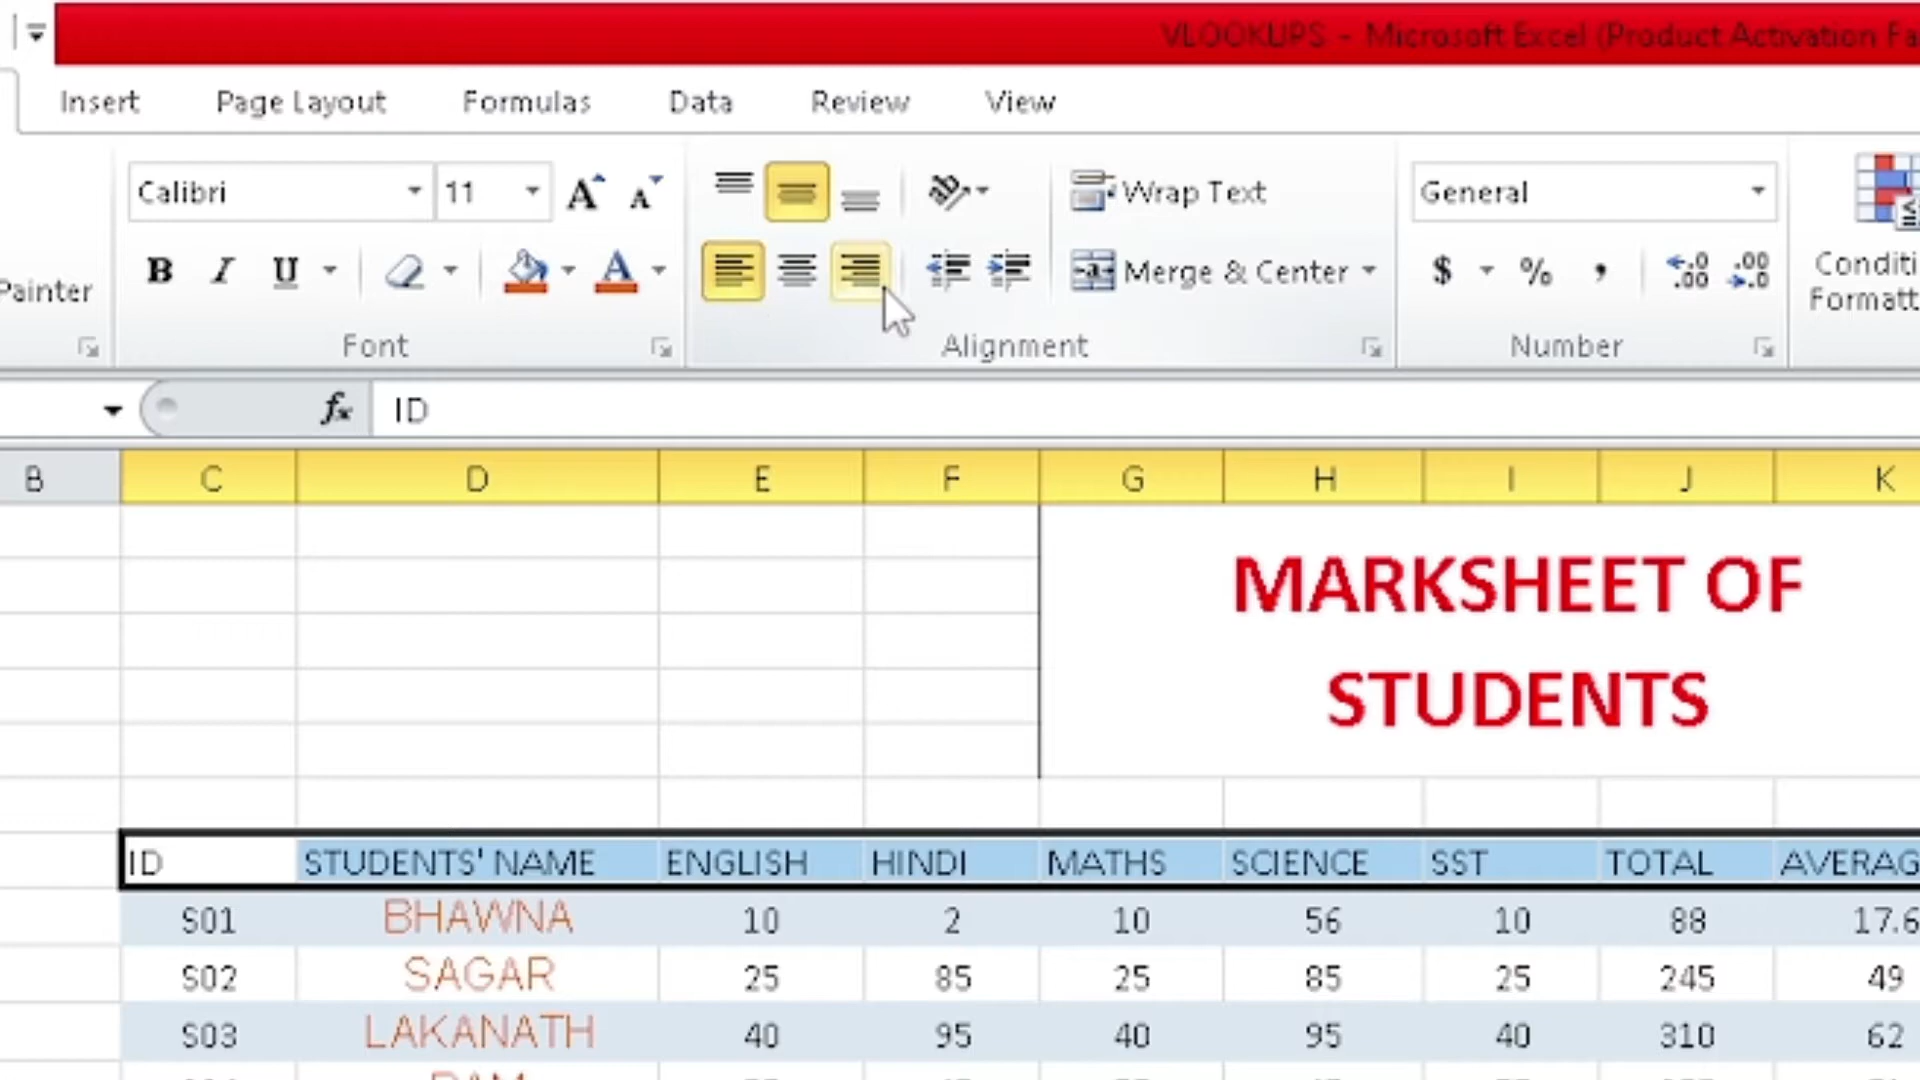 VLOOKUPS - Microsoft Excel (Product Activation Fa
Insert Page Layout Formulas Data Review View
Calibri 11 Wrap Text General
B I U Merge & Center $ % , Conditi
Painter Formatt
Font Alignment Number
fx ID
B C D E F G H I J K
MARKSHEET OF
STUDENTS
ID STUDENTS' NAME ENGLISH HINDI MATHS SCIENCE SST TOTAL AVERAG
S01 BHAWNA 10 2 10 56 10 88 17.6
S02 SAGAR 25 85 25 85 25 245 49
S03 LAKANATH 40 95 40 95 40 310 62